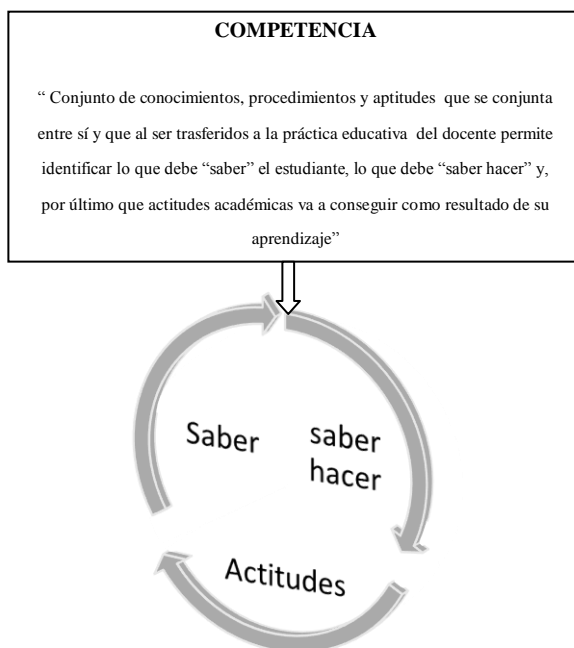 COMPETENCIA
“ Conjunto de conocimientos, procedimientos y aptitudes que se conjunta
entre sí y que al ser trasferidos a la práctica educativa del docente permite
identificar lo que debe “saber” el estudiante, lo que debe “saber hacer” y,
por último que actitudes académicas va a conseguir como resultado de su
aprendizaje”
Saber
saber
hacer
Actitudes